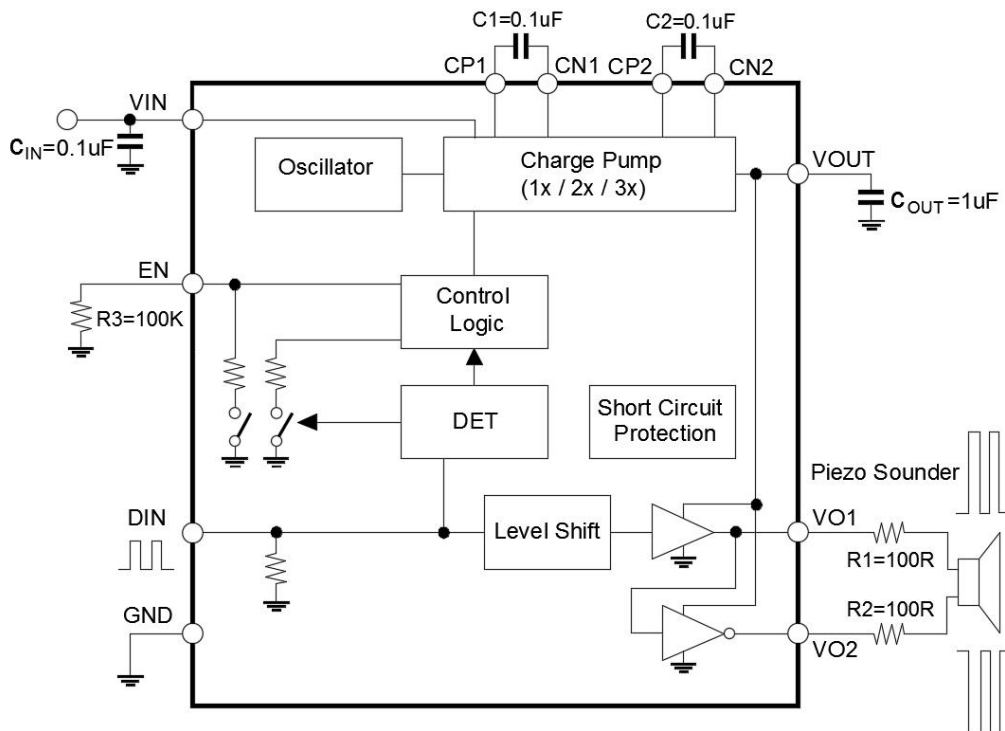 C1=0.1uF
C2=0.1uF
CP1
CN1
CP2
CN2
VIN
CIN=0.1uF
Oscillator
Charge Pump
(1x / 2x / 3x)
VOUT
COUT=1uF
EN
R3=100K
Control
Logic
DET
Short Circuit
Protection
Piezo Sounder
DIN
Level Shift
VO1
R1=100R
GND
R2=100R
VO2